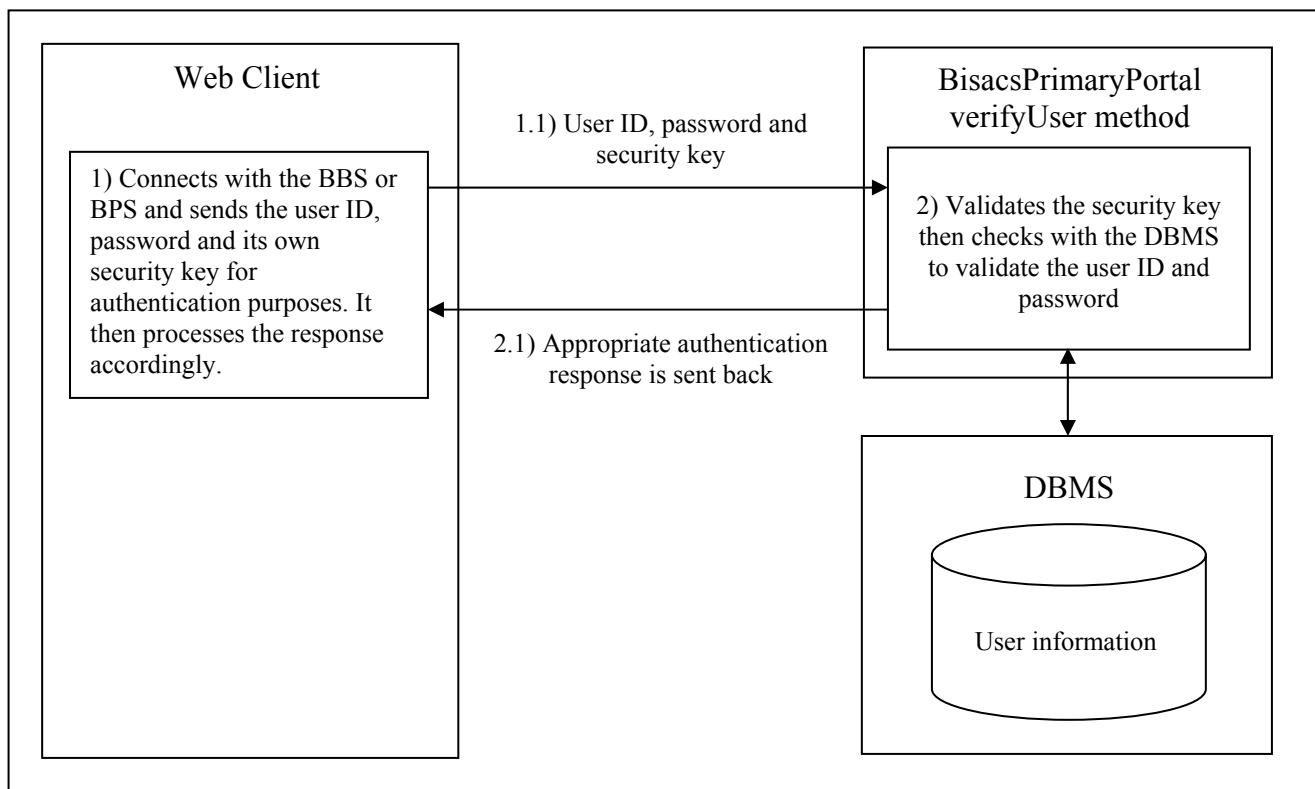 Web Client
1) Connects with the BBS or
BPS and sends the user ID,
password and its own
security key for
authentication purposes. It
then processes the response
accordingly.
1.1) User ID, password and
security key
2.1) Appropriate authentication
response is sent back
BisacsPrimaryPortal
verifyUser method
2) Validates the security key
then checks with the DBMS
to validate the user ID and
password
DBMS
User information